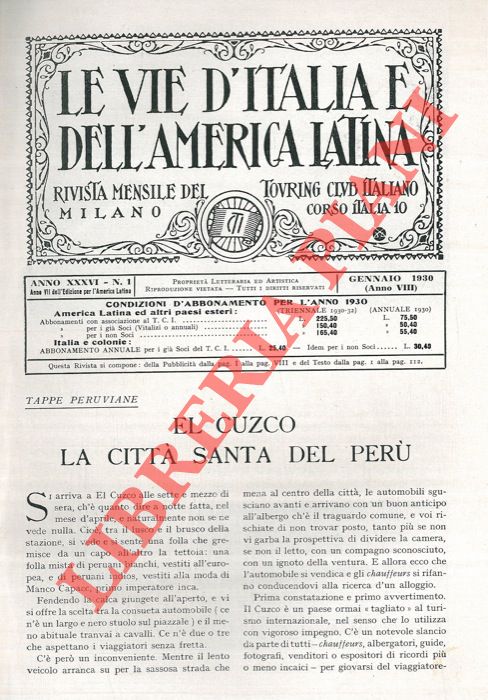 LE VIE D'ITALIA E
DELL'AMERICA LATINA
RIVISTA MENSILE DEL TOURING CLUB ITALIANO
MILANO CORSO ITALIA 10
ANNO XXXVI - N. 1
Anno VII dell'Edizione per l'America Latina
PROPRIETÀ LETTERARIA ED ARTISTICA
RIPRODUZIONE VIETATA — TUTTI I DIRITTI RISERVATI
GENNAIO 1930
(Anno VIII)
CONDIZIONI D'ABBONAMENTO PER L'ANNO 1930
America Latina ed altri paesi esteri: (TRIENNALE 1930-32) (ANNUALE 1930)
Abbonamenti con associazione al T. C. I. L. 225,50 L. 75,50
» per i già Soci (Vitalizi o annuali) » 150,40 » 50,40
» per i non Soci » 165,40 » 55,40
Italia e colonie:
ABBONAMENTO ANNUALE per i già Soci del T. C. I. L. 25,40 — Idem per i non Soci L. 30,40
Questa Rivista si compone: della Pubblicità dalla pag. I alla pag. VIII e del Testo dalla pag. 1 alla pag. 112.
TAPPE PERUVIANE
EL CUZCO
LA CITTÀ SANTA DEL PERÙ
SI arriva a El Cuzco alle sette e mezzo di
sera, ch'è quanto notte fatta, nel
mese d'aprile, e naturalmente non se ne
vede nulla. Cioè, tra il lusco e il brusco della
stazione, si vede e si sente una folla che gre-
misce da un capo all'altro la tettoia: una
folla mista di peruani bianchi, vestiti all'euro-
pea, e di peruani indios, vestiti alla moda di
Manco Capac, primo imperatore inca.
Fendendo la calca giungete all'aperto, e vi
si offre la scelta tra la consueta automobile (ce
n'è un largo e nero stuolo sul piazzale) e il me-
no abituale tranvai a cavalli. Ce n'è due o tre
che aspettano i viaggiatori senza fretta.
C'è però un inconveniente. Mentre il lento
veicolo arranca su per la sassosa strada che
mena al centro della città, le automobili sgu-
sciano avanti e arrivano con un buon anticipo
all'albergo ch'è il traguardo comune, e voi ri-
schiate di non trovar posto, tanto più se non
vi garba la prospettiva di dividere la camera,
se non il letto, con un compagno sconosciuto,
con un ignoto della ventura. E allora ecco che
l'automobile si vendica e gli chauffeurs si rifan-
no conducendovi alla ricerca d'un alloggio.
Prima constatazione e primo avvertimento.
Il Cuzco è un paese ormai « tagliato » al tu-
rismo internazionale, nel senso che lo utilizza
con vigoroso impegno. C'è un notevole slancio
da parte di tutti — chauffeurs, albergatori, guide,
fotografi, venditori o espositori di ricordi più
o meno incaici — per giovarsi del viaggiatore-
LIBRERIA PIANI